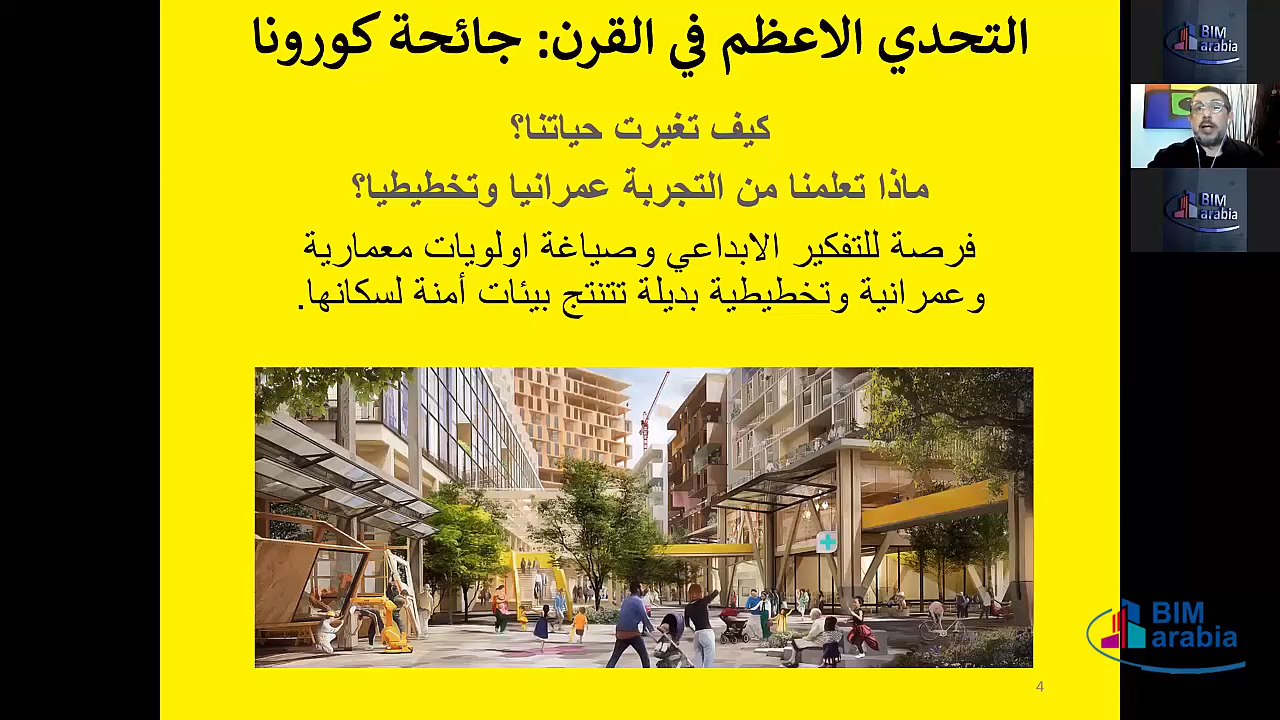 التحدي الاعظم في القرن: جائحة كورونا
كيف تغيرت حياتنا؟
ماذا تعلمنا من التجربة عمرانيا وتخطيطيا؟
فرصة للتفكير الابداعي وصياغة اولويات معمارية
وعمرانية وتخطيطية بديلة تتنتج بيئات أمنة لسكانها.
4
BIM
arabia
BIM
arabia
BIM
arabia